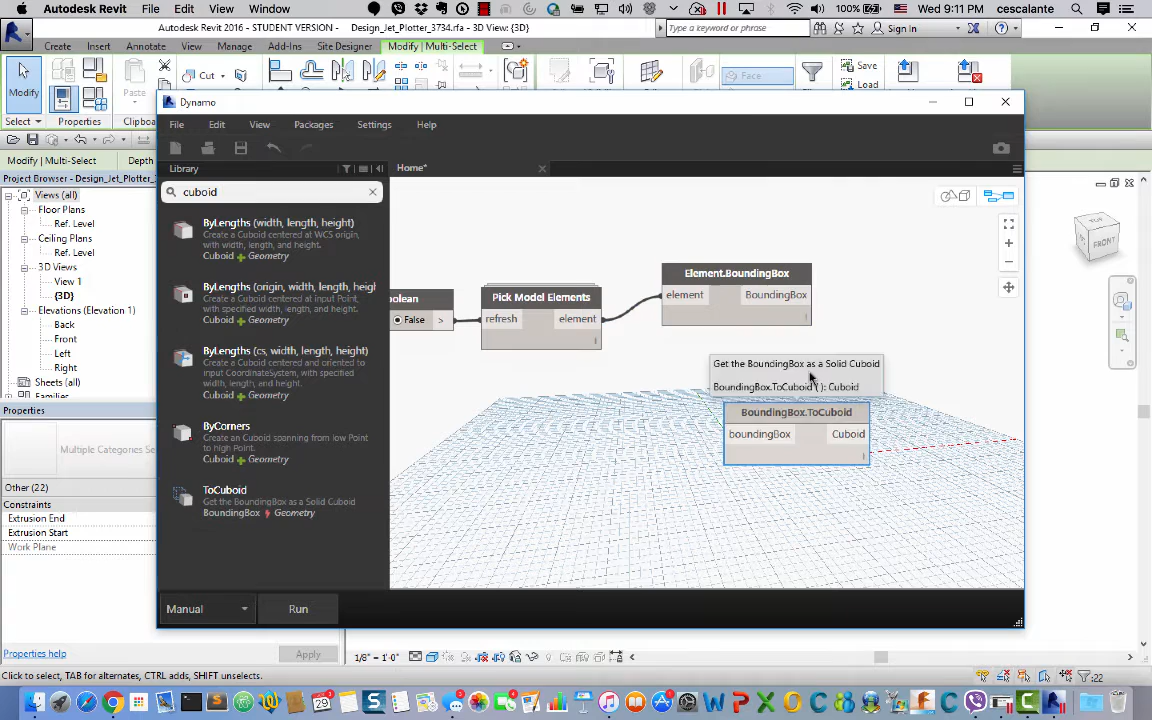 Autodesk Revit File Edit View Window 100% Wed 9:11 PM cescalante
Autodesk Revit 2016 - STUDENT VERSION - Design_Jet_Plotter_3734.rfa - 3D View: {3D}
Type a keyword or phrase
Sign In
Create Insert Annotate View Manage Add-Ins Site Designer Modify | Multi-Select
Modify
Cut
Face
Save
Load
Select Properties Clipboa
Modify | Multi-Select Depth
Project Browser - Design_Jet_Plotter_3
Views (all)
Floor Plans
Ref. Level
Ceiling Plans
Ref. Level
3D Views
View 1
{3D}
Elevations (Elevation 1)
Back
Front
Left
Right
Sheets (all)
Families
Properties
Multiple Categories Se
Other (22)
Constraints
Extrusion End
Extrusion Start
Work Plane
Properties help
Apply
Dynamo
File Edit View Packages Settings Help
Library
Home*
cuboid
ByLengths (width, length, height)
Create a Cuboid centered at WCS origin,
with width, length, and height.
Cuboid Geometry
ByLengths (origin, width, length, heigh
Create a Cuboid centered at input Point,
with specified width, length, and height.
Cuboid Geometry
ByLengths (cs, width, length, height)
Create a Cuboid centered and oriented to
input CoordinateSystem, with specified
width, length, and height.
Cuboid Geometry
ByCorners
Create an Cuboid spanning from low Point
to high Point.
Cuboid Geometry
ToCuboid
Get the BoundingBox as a Solid Cuboid
BoundingBox Geometry
oolean
False >
Pick Model Elements
refresh element
Element.BoundingBox
element BoundingBox
Get the BoundingBox as a Solid Cuboid
BoundingBox.ToCuboid ( ): Cuboid
BoundingBox.ToCuboid
boundingBox Cuboid
Manual
Run
FRONT
1/8" = 1'-0"
Click to select, TAB for alternates, CTRL adds, SHIFT unselects.
:22